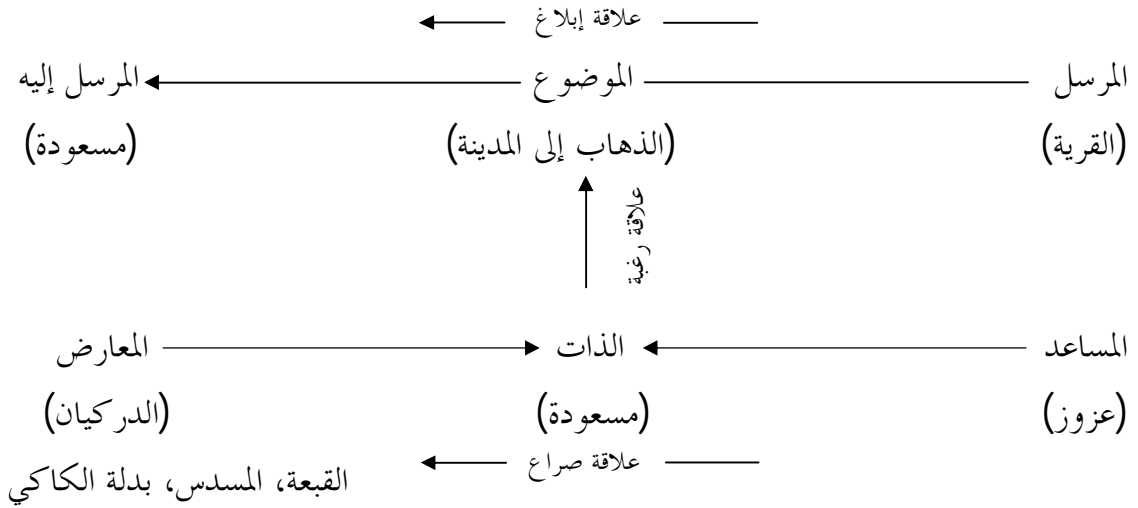 علاقة إبلاغ
المرسل الموضوع المرسل إليه
(القرية) (الذهاب إلى المدينة) (مسعودة)
علاقة رغبة
المساعد الذات المعارض
(عزوز) (مسعودة) (الدركيان)
علاقة صراع
القبعة، المسدس، بدلة الكاكي